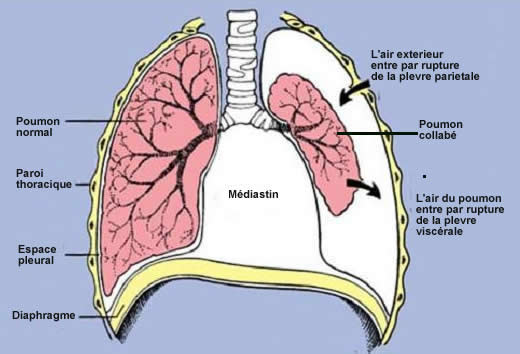 L'air exterieur
entre par rupture
de la plevre parietale
Poumon
normal
Poumon
collabé
Paroi
thoracique
Médiastin
L'air du poumon
entre par rupture
de la plevre
viscérale
Espace
pleural
Diaphragme